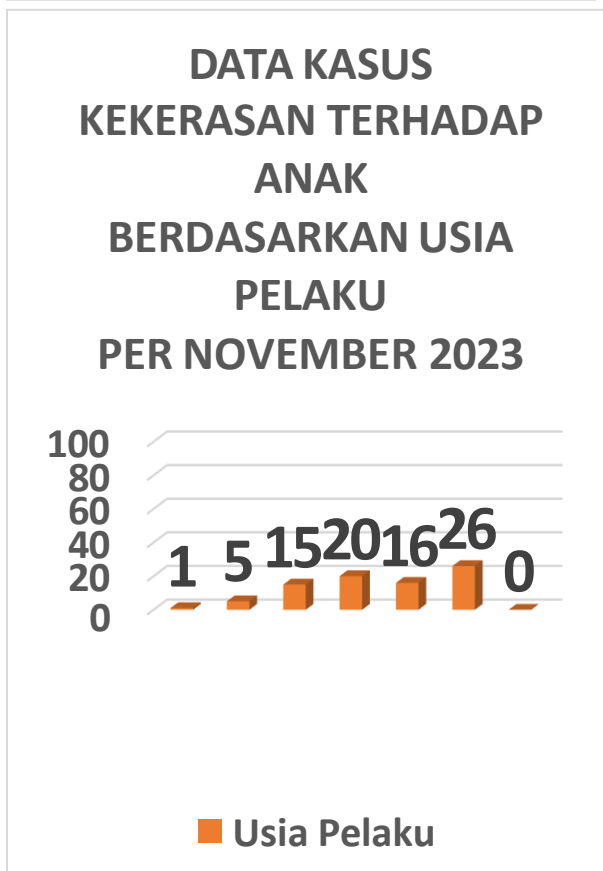 DATA KASUS
KEKERASAN TERHADAP
ANAK
BERDASARKAN USIA
PELAKU
PER NOVEMBER 2023
100
80
60
40
20
0
1 5 15 20 16 26 0
Usia Pelaku